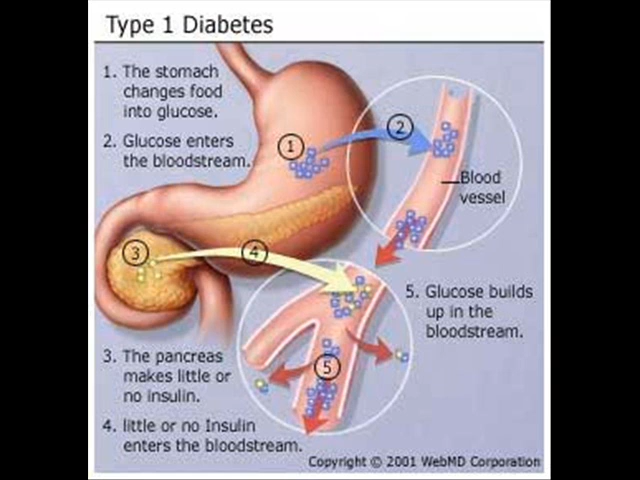 Type 1 Diabetes
1. The stomach
changes food
into glucose.
2. Glucose enters
the bloodstream.
1
2
Blood
vessel
3
4
5. Glucose builds
up in the
bloodstream.
5
3. The pancreas
makes little or
no insulin.
4. little or no Insulin
enters the bloodstream.
Copyright © 2001 WebMD Corporation